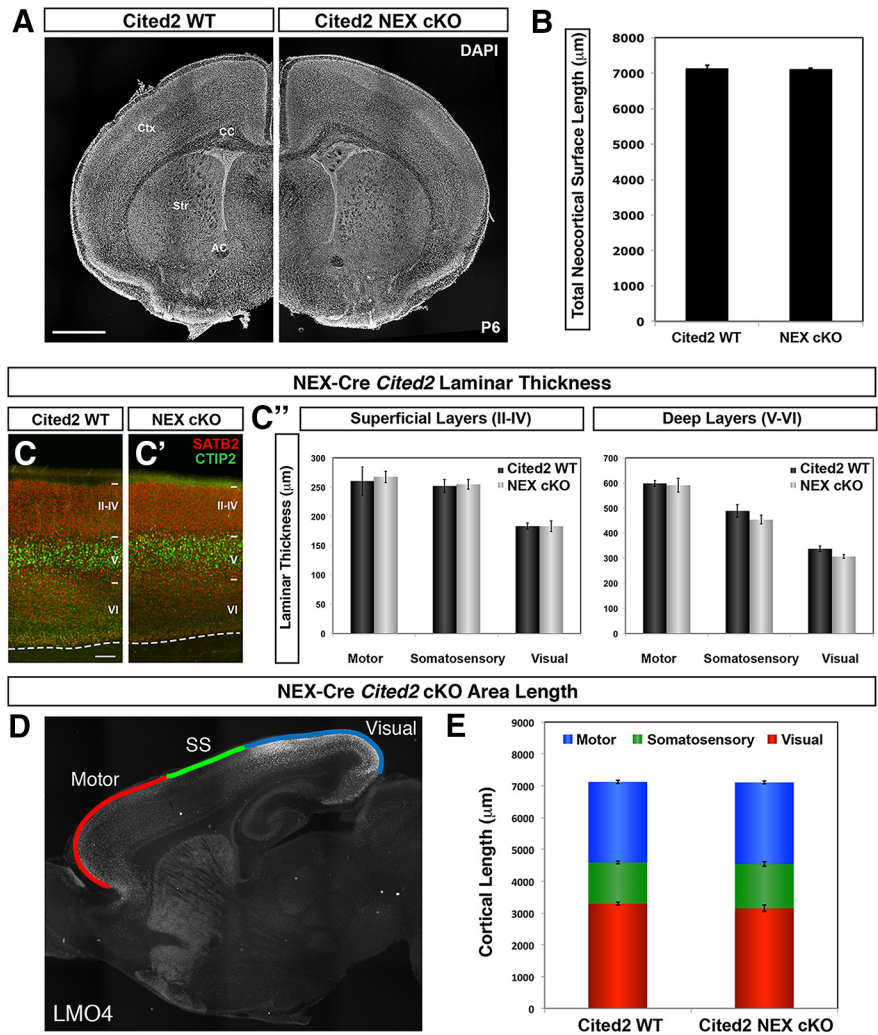 A
Cited2 WT
Cited2 NEX cKO
DAPI
Ctx
CC
Str
AC
P6
B
Total Neocortical Surface Length (µm)
8000
7000
6000
5000
4000
3000
2000
1000
0
Cited2 WT
NEX cKO
NEX-Cre Cited2 Laminar Thickness
Cited2 WT
NEX cKO
C
C'
SATB2
CTIP2
II-IV
V
VI
II-IV
V
VI
C''
Superficial Layers (II-IV)
Deep Layers (V-VI)
Laminar Thickness (µm)
300
250
200
150
100
50
0
Cited2 WT
NEX cKO
Motor
Somatosensory
Visual
700
600
500
400
300
200
100
0
Cited2 WT
NEX cKO
Motor
Somatosensory
Visual
NEX-Cre Cited2 cKO Area Length
D
Motor
SS
Visual
LMO4
E
Cortical Length (µm)
9000
8000
7000
6000
5000
4000
3000
2000
1000
0
Motor
Somatosensory
Visual
Cited2 WT
Cited2 NEX cKO